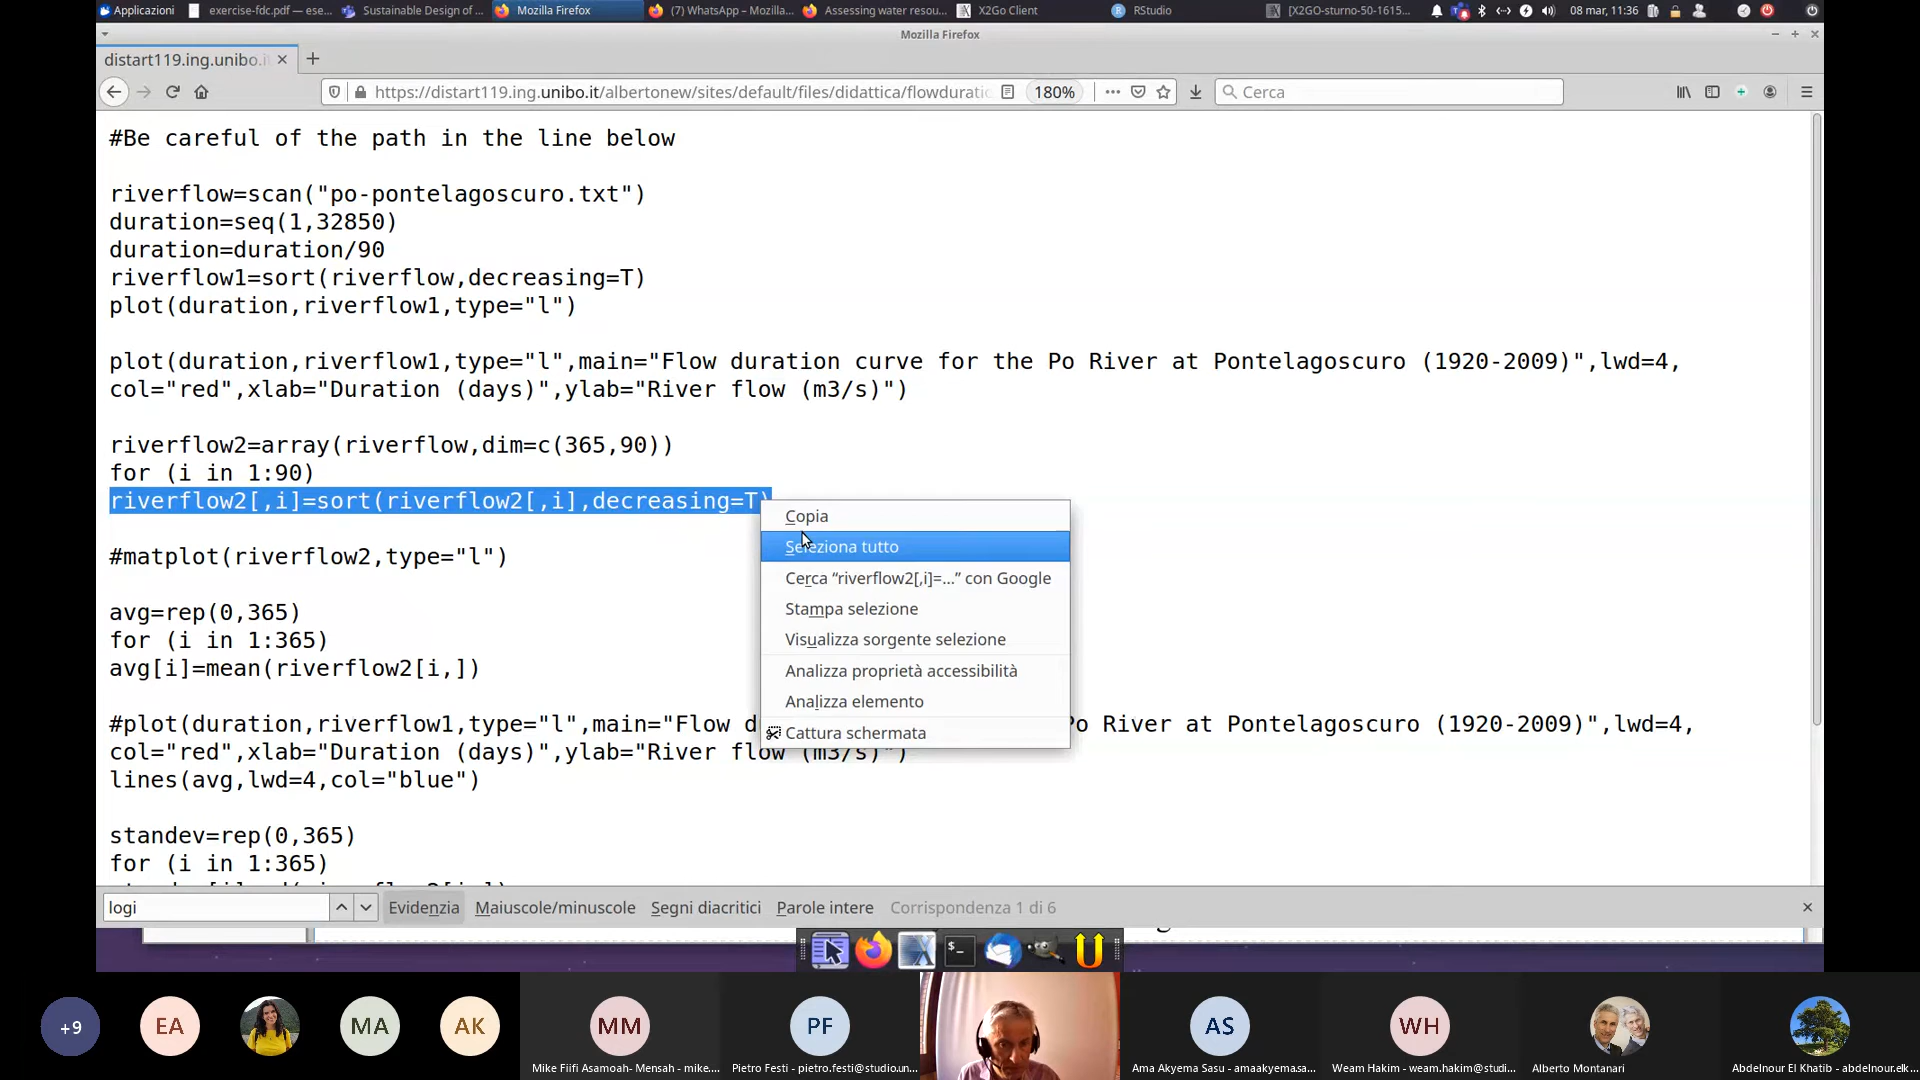 Applicazioni
exercise-fdc.pdf — ese...
Sustainable Design of ...
Mozilla Firefox
(7) WhatsApp – Mozilla...
Assessing water resou...
X2Go Client
RStudio
[X2GO-sturno-50-1615...
08 mar, 11:36
Mozilla Firefox
distart119.ing.unibo.i
https://distart119.ing.unibo.it/albertonew/sites/default/files/didattica/flowdurati
180%
Cerca
#Be careful of the path in the line below
riverflow=scan("po-pontelagoscuro.txt")
duration=seq(1,32850)
duration=duration/90
riverflow1=sort(riverflow,decreasing=T)
plot(duration,riverflow1,type="l")
plot(duration,riverflow1,type="l",main="Flow duration curve for the Po River at Pontelagoscuro (1920-2009)",lwd=4,
col="red",xlab="Duration (days)",ylab="River flow (m3/s)")
riverflow2=array(riverflow,dim=c(365,90))
for (i in 1:90)
riverflow2[,i]=sort(riverflow2[,i],decreasing=T)
#matplot(riverflow2,type="l")
avg=rep(0,365)
for (i in 1:365)
avg[i]=mean(riverflow2[i,])
#plot(duration,riverflow1,type="l",main="Flow d Po River at Pontelagoscuro (1920-2009)",lwd=4,
col="red",xlab="Duration (days)",ylab="River flow (m3/s)")
lines(avg,lwd=4,col="blue")
standev=rep(0,365)
for (i in 1:365)
Copia
Seleziona tutto
Cerca “riverflow2[,i]=...” con Google
Stampa selezione
Visualizza sorgente selezione
Analizza proprietà accessibilità
Analizza elemento
Cattura schermata
logi
Evidenzia
Maiuscole/minuscole
Segni diacritici
Parole intere
Corrispondenza 1 di 6
+9
EA
MA
AK
MM
PF
AS
WH
Mike Fiifi Asamoah- Mensah - mike....
Pietro Festi - pietro.festi@studio.un...
Ama Akyema Sasu - amaakyema.sa...
Weam Hakim - weam.hakim@studi...
Alberto Montanari
Abdelnour El Khatib - abdelnour.elk...